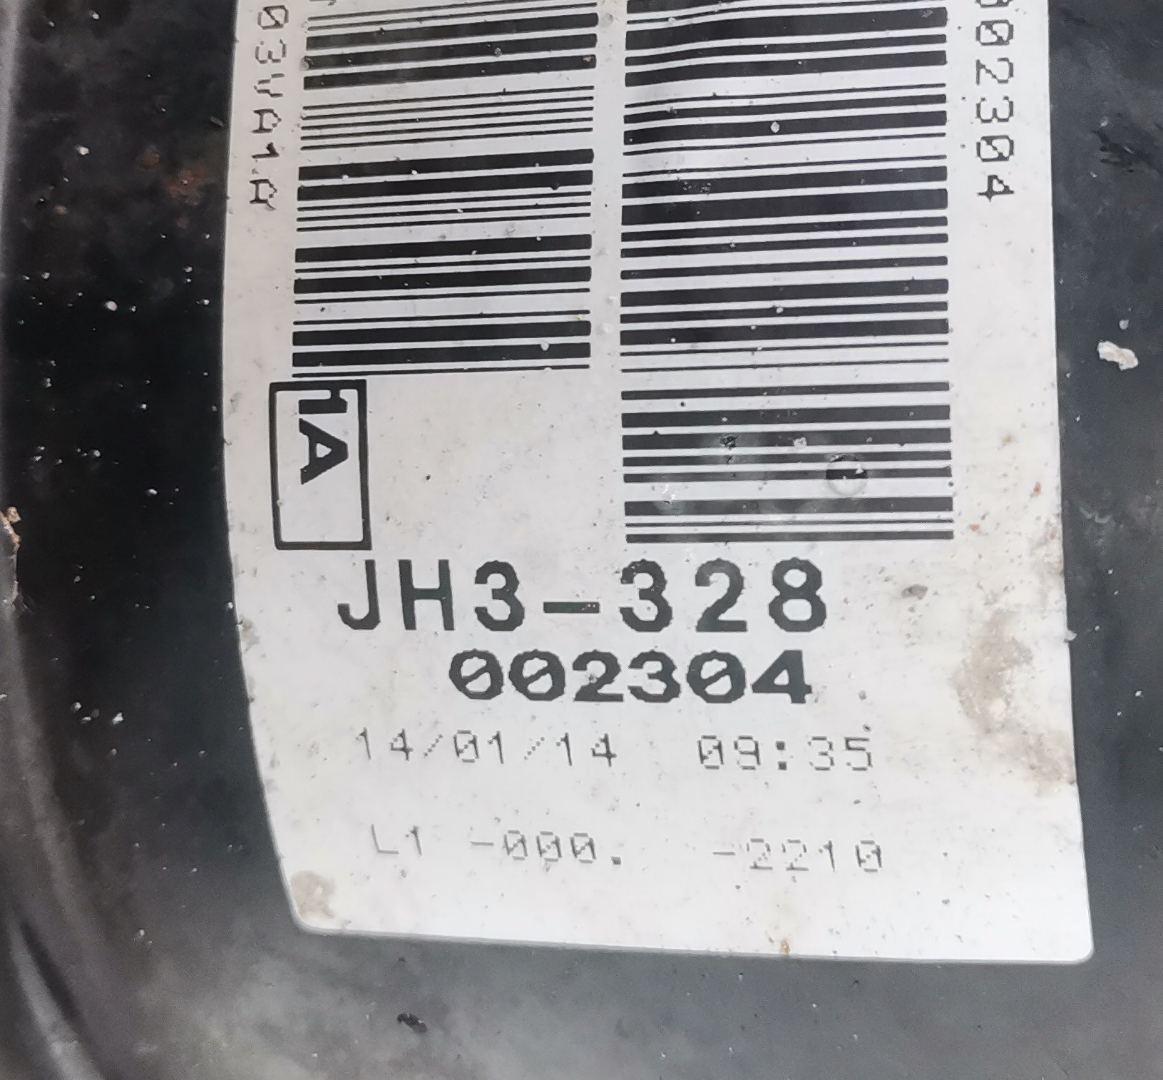 03VA1A
002304
1A
JH3-328
002304
14/01/14 09:35
L1 -000. -2210